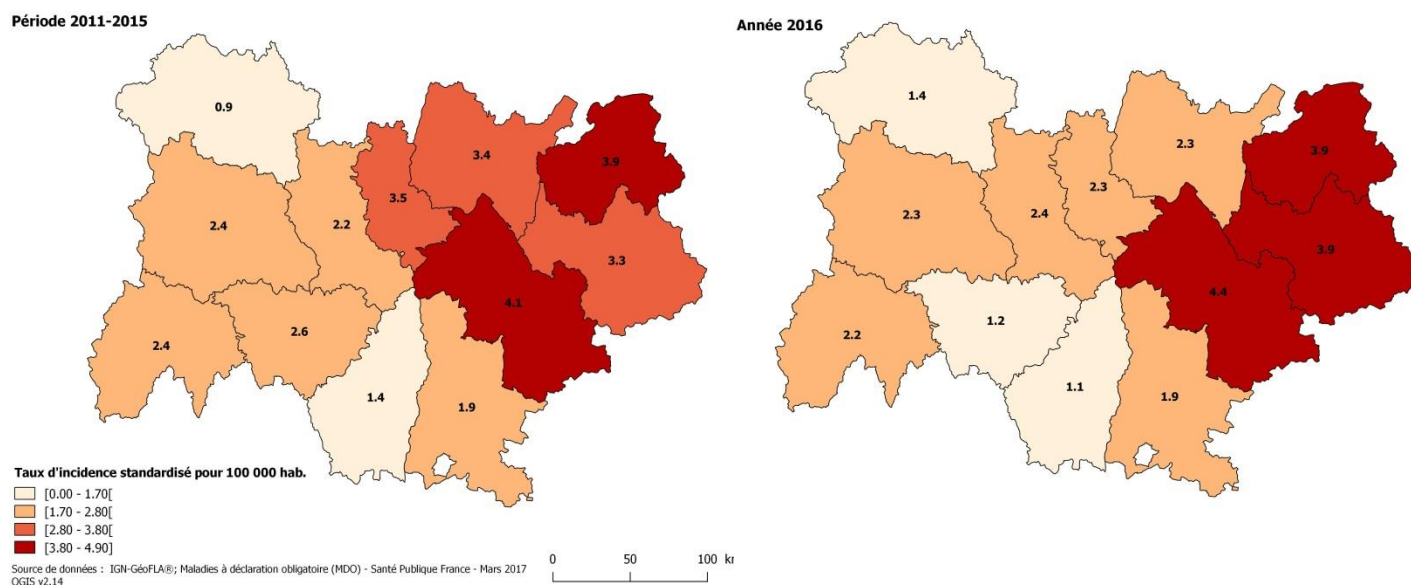 Période 2011-2015
0.9
3.4
3.9
3.5
2.4
2.2
3.3
4.1
2.6
2.4
1.4
1.9
Taux d'incidence standardisé pour 100 000 hab.
[0.00 - 1.70[
[1.70 - 2.80[
[2.80 - 3.80[
[3.80 - 4.90]
Source de données : IGN-GéoFLA®; Maladies à déclaration obligatoire (MDO) - Santé Publique France - Mars 2017
QGIS v2.14
0 50 100
Année 2016
1.4
2.3
3.9
2.3
2.3
2.4
3.9
4.4
1.2
2.2
1.1
1.9